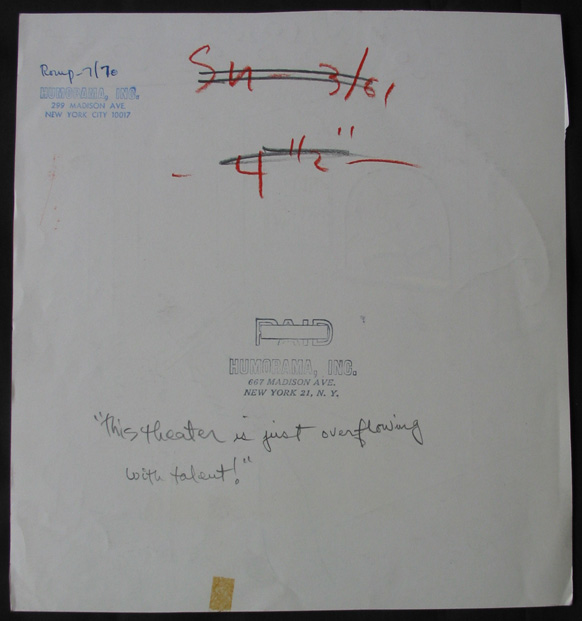 Romp-7/70
HUMORAMA, INC.
299 MADISON AVE.
NEW YORK CITY 10017
Sn - 3/61
- 4 1/2" -
PAID
HUMORAMA, INC.
667 MADISON AVE.
NEW YORK 21, N. Y.
"This theater is just overflowing
with talent!"